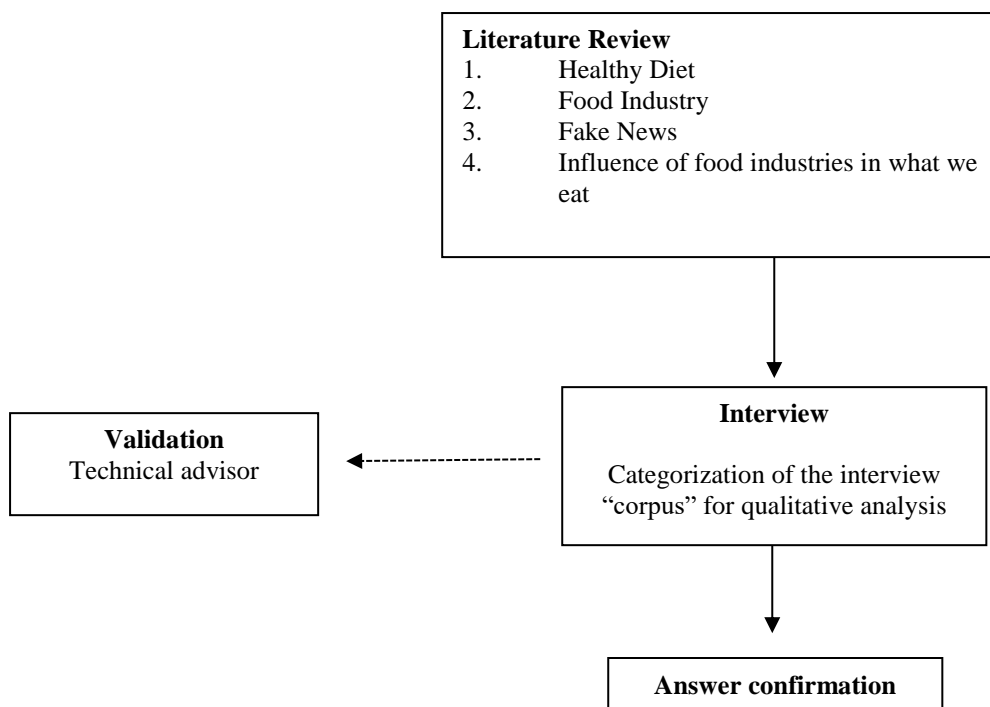 Literature Review
1. Healthy Diet
2. Food Industry
3. Fake News
4. Influence of food industries in what we
eat
Interview
Categorization of the interview
“corpus” for qualitative analysis
Validation
Technical advisor
Answer confirmation